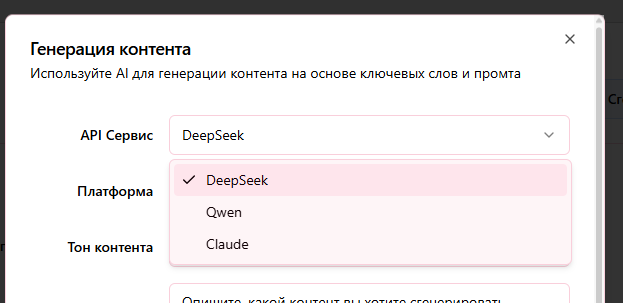 Генерация контента
Используйте AI для генерации контента на основе ключевых слов и промта
API Сервис
DeepSeek
DeepSeek
Платформа
Qwen
Claude
Тон контента
Опишите, какой контент вы хотите сгенерировать